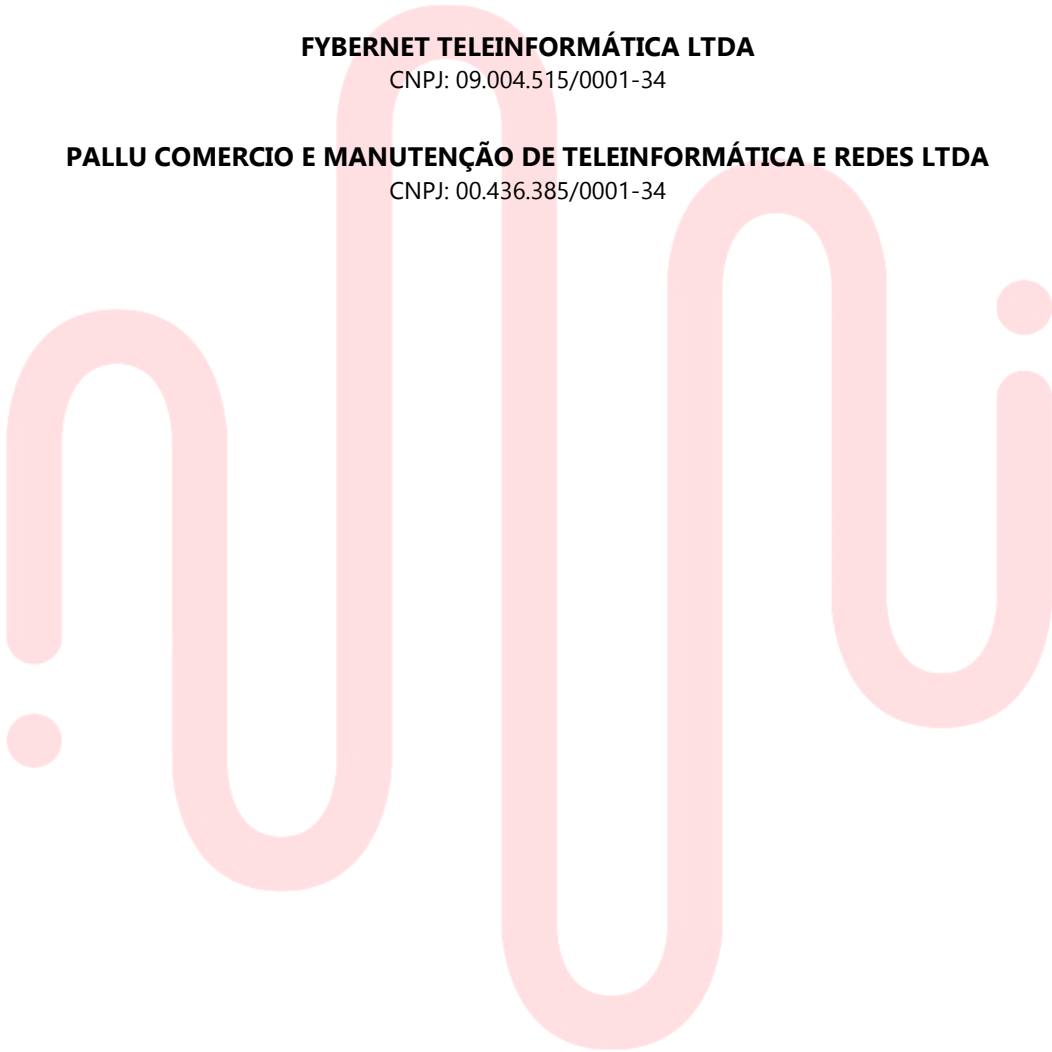 FYBERNET TELEINFORMÁTICA LTDA
CNPJ: 09.004.515/0001-34
PALLU COMERCIO E MANUTENÇÃO DE TELEINFORMÁTICA E REDES LTDA
CNPJ: 00.436.385/0001-34